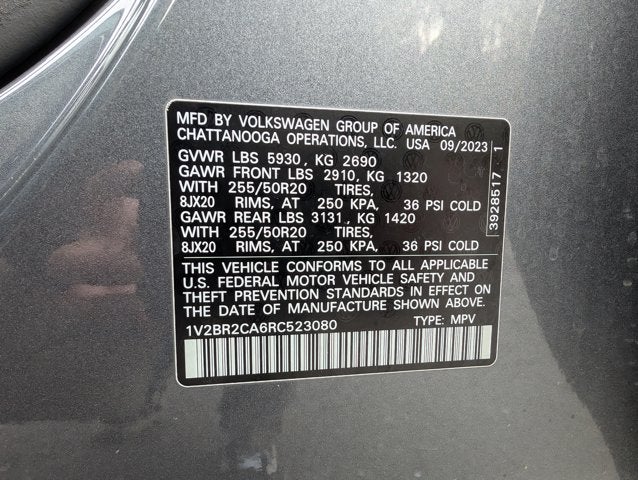 MFD BY VOLKSWAGEN GROUP OF AMERICA
CHATTANOOGA OPERATIONS, LLC. USA 09/2023
GVWR LBS 5930, KG 2690
GAWR FRONT LBS 2910, KG 1320
WITH 255/50R20 TIRES,
8JX20 RIMS, AT 250 KPA, 36 PSI COLD
GAWR REAR LBS 3131, KG 1420
WITH 255/50R20 TIRES,
8JX20 RIMS, AT 250 KPA, 36 PSI COLD
THIS VEHICLE CONFORMS TO ALL APPLICABLE
U.S. FEDERAL MOTOR VEHICLE SAFETY AND
THEFT PREVENTION STANDARDS IN EFFECT ON
THE DATE OF MANUFACTURE SHOWN ABOVE.
1V2BR2CA6RC523080 TYPE: MPV
3928517 - 1